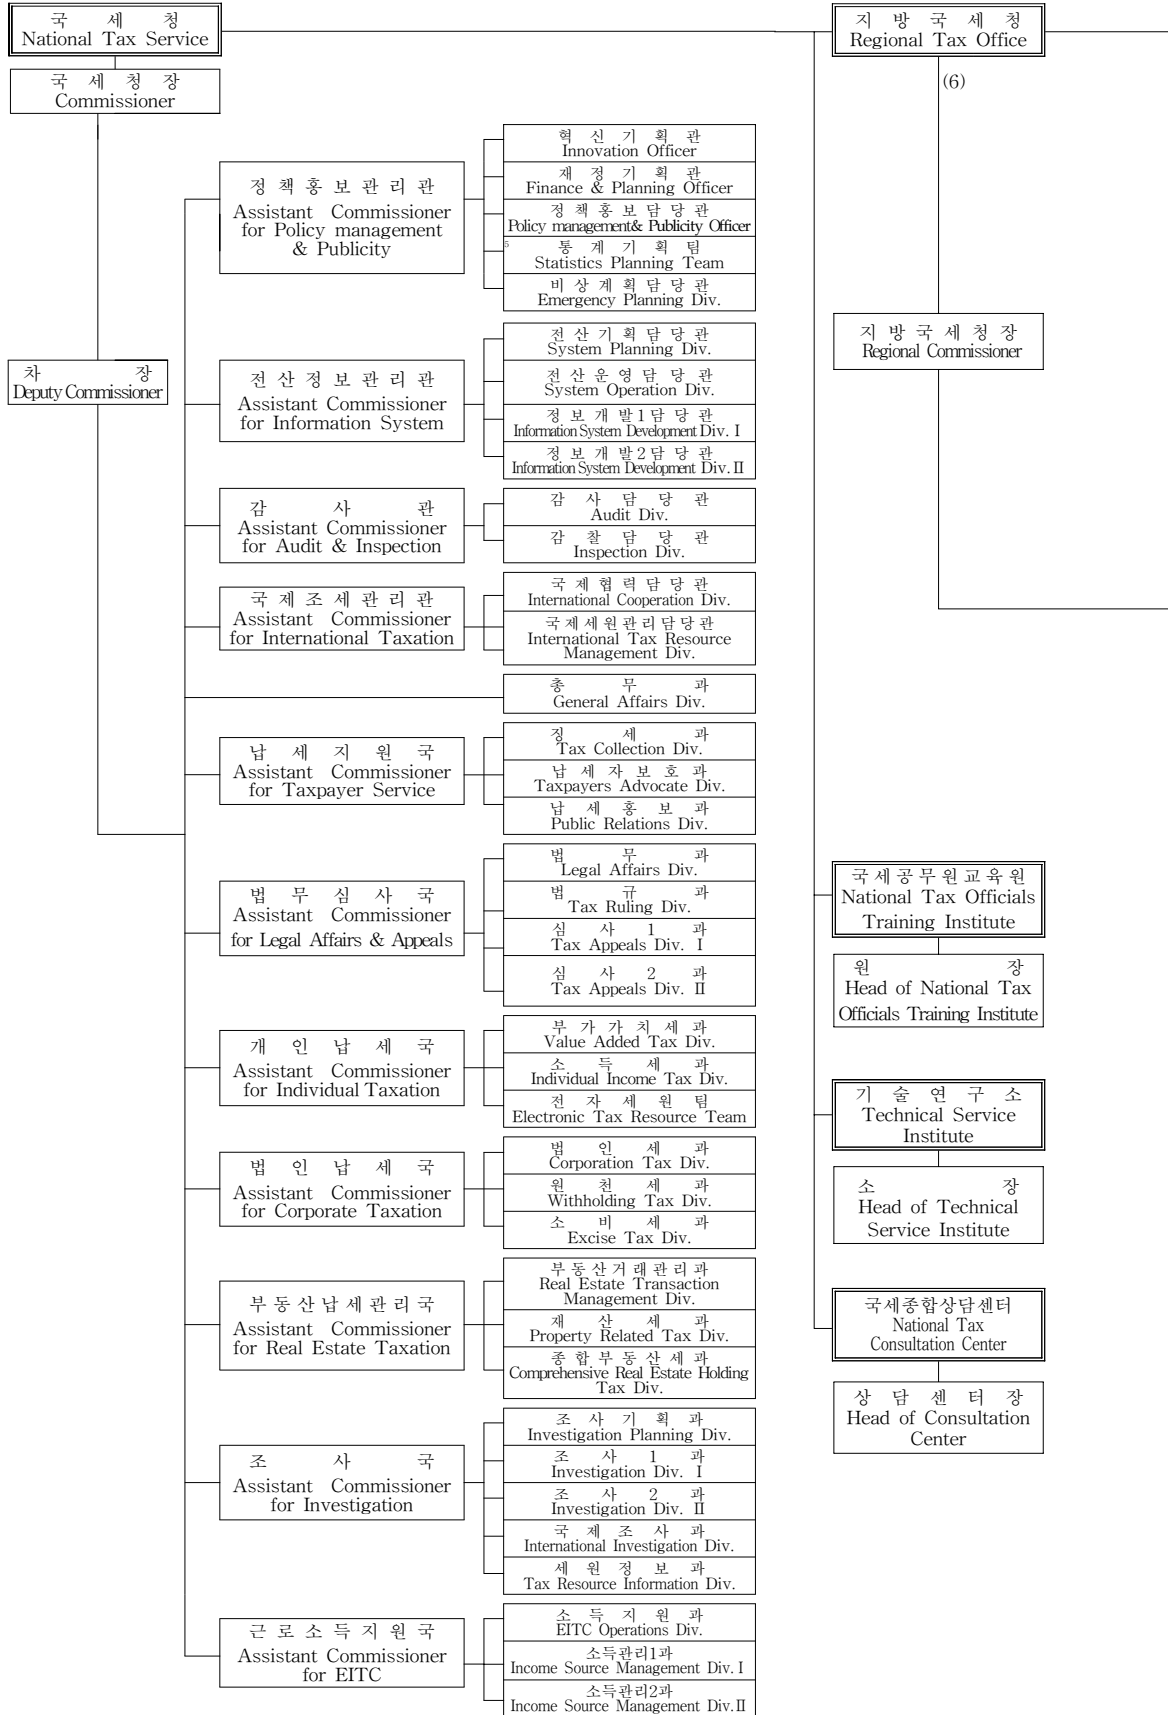 국 세 청
National Tax Service
국 세 청 장
Commissioner
차 장
Deputy Commissioner
정 책 홍 보 관 리 관
Assistant Commissioner
for Policy management
& Publicity
혁 신 기 획 관
Innovation Officer
재 정 기 획 관
Finance & Planning Officer
정 책 홍 보 담 당 관
Policy management& Publicity Officer
5
통 계 기 획 팀
Statistics Planning Team
비 상 계 획 담 당 관
Emergency Planning Div.
전 산 정 보 관 리 관
Assistant Commissioner
for Information System
전 산 기 획 담 당 관
System Planning Div.
전 산 운 영 담 당 관
System Operation Div.
정 보 개 발 1 담 당 관
Information System Development Div. I
정 보 개 발 2 담 당 관
Information System Development Div. II
감 사 관
Assistant Commissioner
for Audit & Inspection
감 사 담 당 관
Audit Div.
감 찰 담 당 관
Inspection Div.
국 제 조 세 관 리 관
Assistant Commissioner
for International Taxation
국 제 협 력 담 당 관
International Cooperation Div.
국 제 세 원 관 리 담 당 관
International Tax Resource
Management Div.
총 무 과
General Affairs Div.
납 세 지 원 국
Assistant Commissioner
for Taxpayer Service
징 세 과
Tax Collection Div.
납 세 자 보 호 과
Taxpayers Advocate Div.
납 세 홍 보 과
Public Relations Div.
법 무 심 사 국
Assistant Commissioner
for Legal Affairs & Appeals
법 무 과
Legal Affairs Div.
법 규 과
Tax Ruling Div.
심 사 1 과
Tax Appeals Div. I
심 사 2 과
Tax Appeals Div. II
개 인 납 세 국
Assistant Commissioner
for Individual Taxation
부 가 가 치 세 과
Value Added Tax Div.
소 득 세 과
Individual Income Tax Div.
전 자 세 원 팀
Electronic Tax Resource Team
법 인 납 세 국
Assistant Commissioner
for Corporate Taxation
법 인 세 과
Corporation Tax Div.
원 천 세 과
Withholding Tax Div.
소 비 세 과
Excise Tax Div.
부 동 산 납 세 관 리 국
Assistant Commissioner
for Real Estate Taxation
부 동 산 거 래 관 리 과
Real Estate Transaction
Management Div.
재 산 세 과
Property Related Tax Div.
종 합 부 동 산 세 과
Comprehensive Real Estate Holding
Tax Div.
조 사 국
Assistant Commissioner
for Investigation
조 사 기 획 과
Investigation Planning Div.
조 사 1 과
Investigation Div. I
조 사 2 과
Investigation Div. II
국 제 조 사 과
International Investigation Div.
세 원 정 보 과
Tax Resource Information Div.
근 로 소 득 지 원 국
Assistant Commissioner
for EITC
소 득 지 원 과
EITC Operations Div.
소득관리1과
Income Source Management Div. I
소득관리2과
Income Source Management Div. II
지 방 국 세 청
Regional Tax Office
(6)
지 방 국 세 청 장
Regional Commissioner
국 세 공 무 원 교 육 원
National Tax Officials
Training Institute
원 장
Head of National Tax
Officials Training Institute
기 술 연 구 소
Technical Service
Institute
소 장
Head of Technical
Service Institute
국세종합상담센터
National Tax
Consultation Center
상 담 센 터 장
Head of Consultation
Center